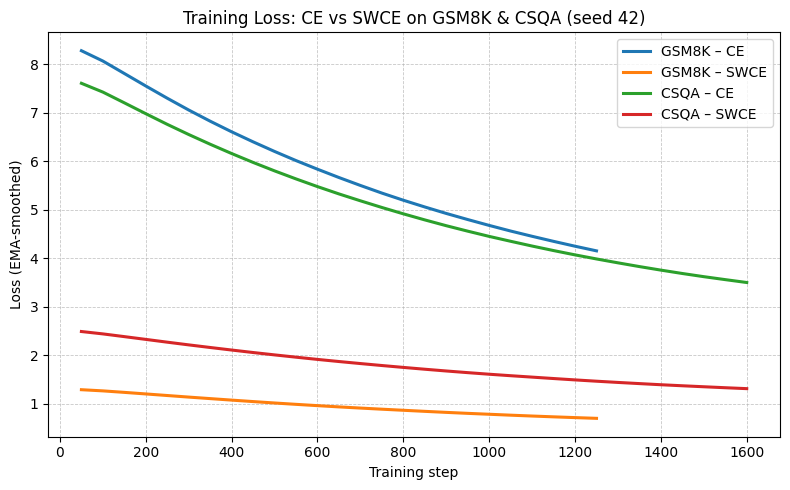 Training Loss: CE vs SWCE on GSM8K & CSQA (seed 42)
GSM8K – CE
GSM8K – SWCE
CSQA – CE
CSQA – SWCE
Loss (EMA-smoothed)
8
7
6
5
4
3
2
1
0 200 400 600 800 1000 1200 1400 1600
Training step